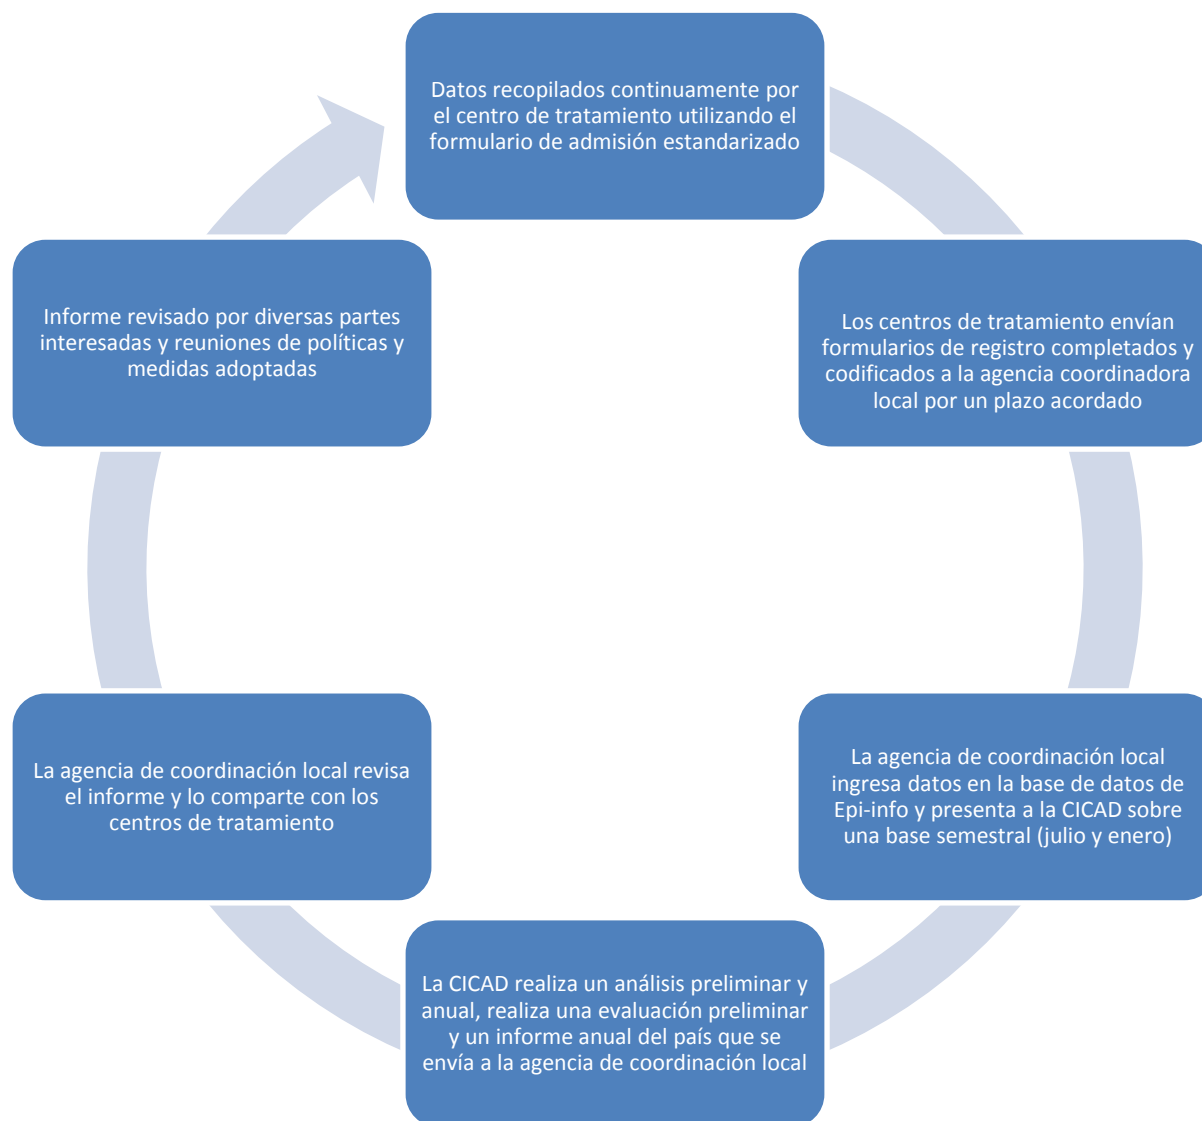 Datos recopilados continuamente por
el centro de tratamiento utilizando el
formulario de admisión estandarizado
Los centros de tratamiento envían
formularios de registro completados y
codificados a la agencia coordinadora
local por un plazo acordado
La agencia de coordinación local
ingresa datos en la base de datos de
Epi-info y presenta a la CICAD sobre
una base semestral (julio y enero)
La CICAD realiza un análisis preliminar y
anual, realiza una evaluación preliminar
y un informe anual del país que se
envía a la agencia de coordinación local
La agencia de coordinación local revisa
el informe y lo comparte con los
centros de tratamiento
Informe revisado por diversas partes
interesadas y reuniones de políticas y
medidas adoptadas